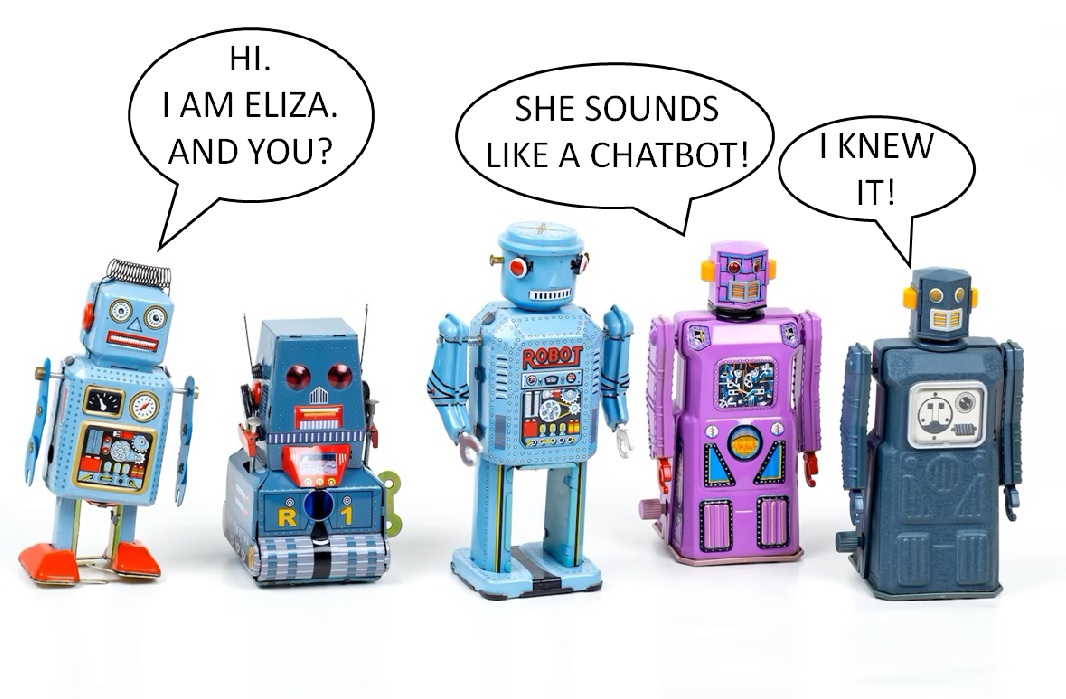 HI.
I AM ELIZA.
AND YOU?
SHE SOUNDS
LIKE A CHATBOT!
I KNEW
IT!
ROBOT
R 1